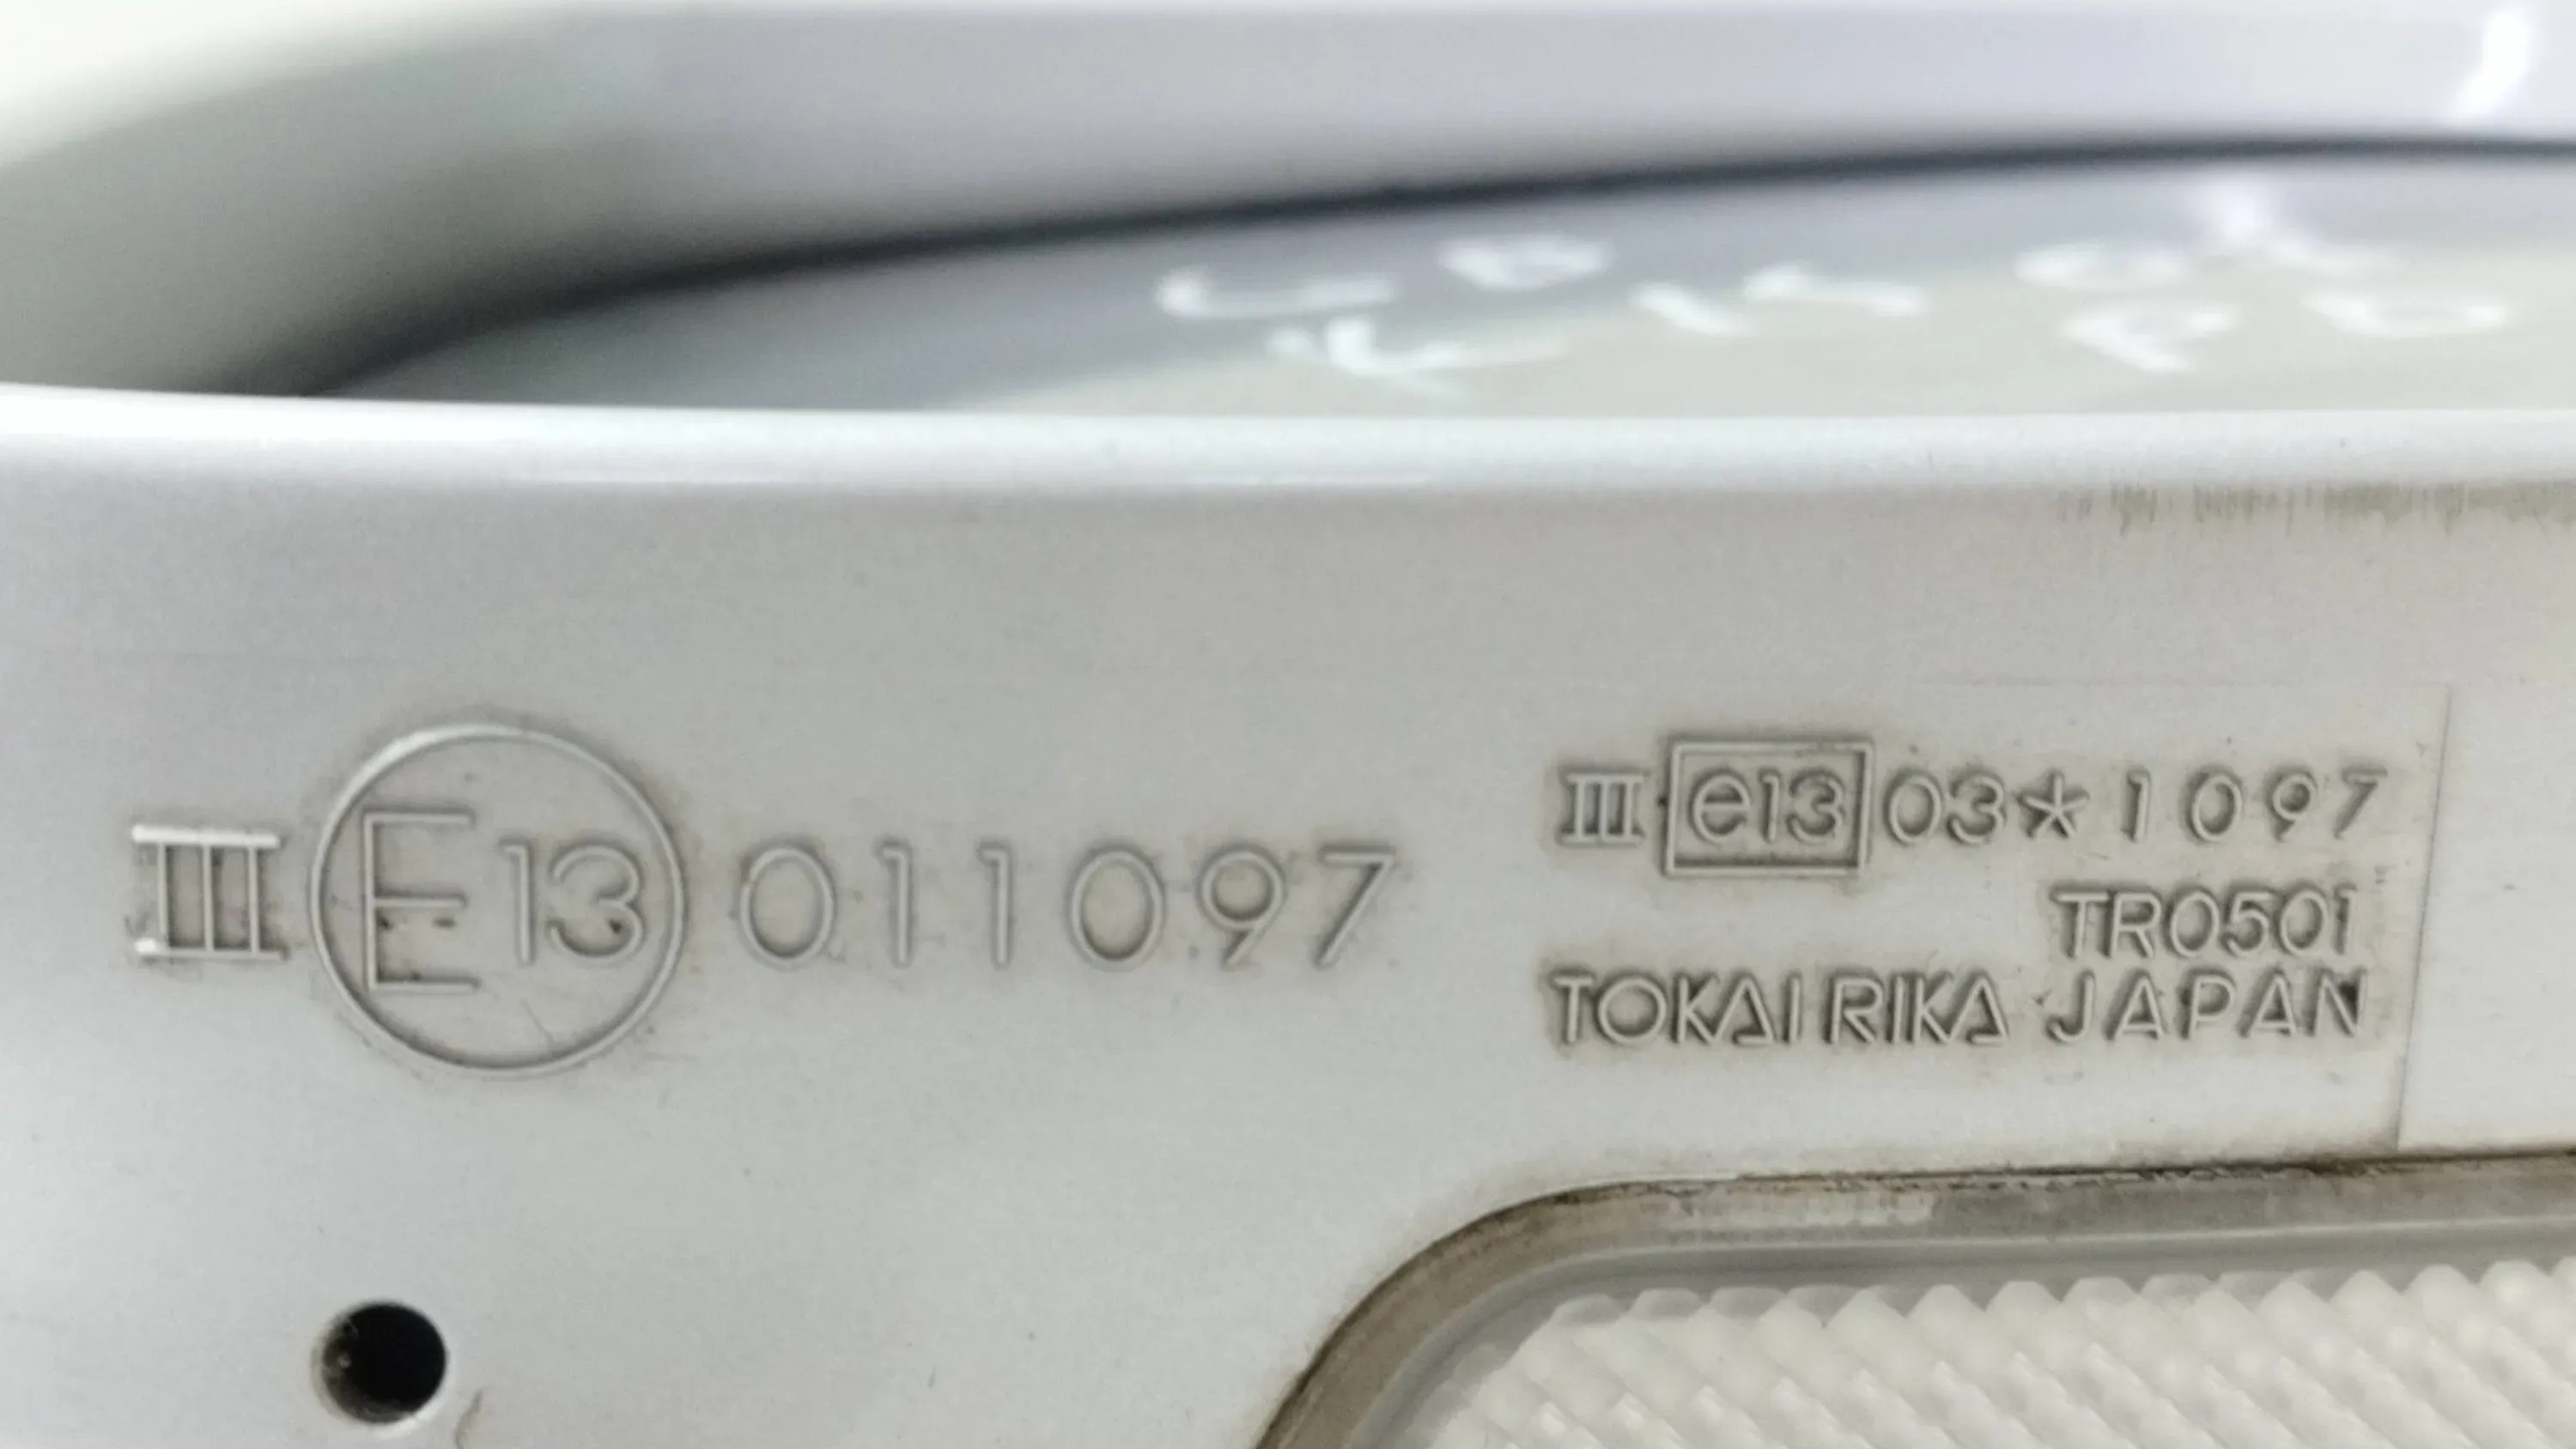 III E13 011097
III e13 03*1097
TR0501
TOKAI RIKA JAPAN